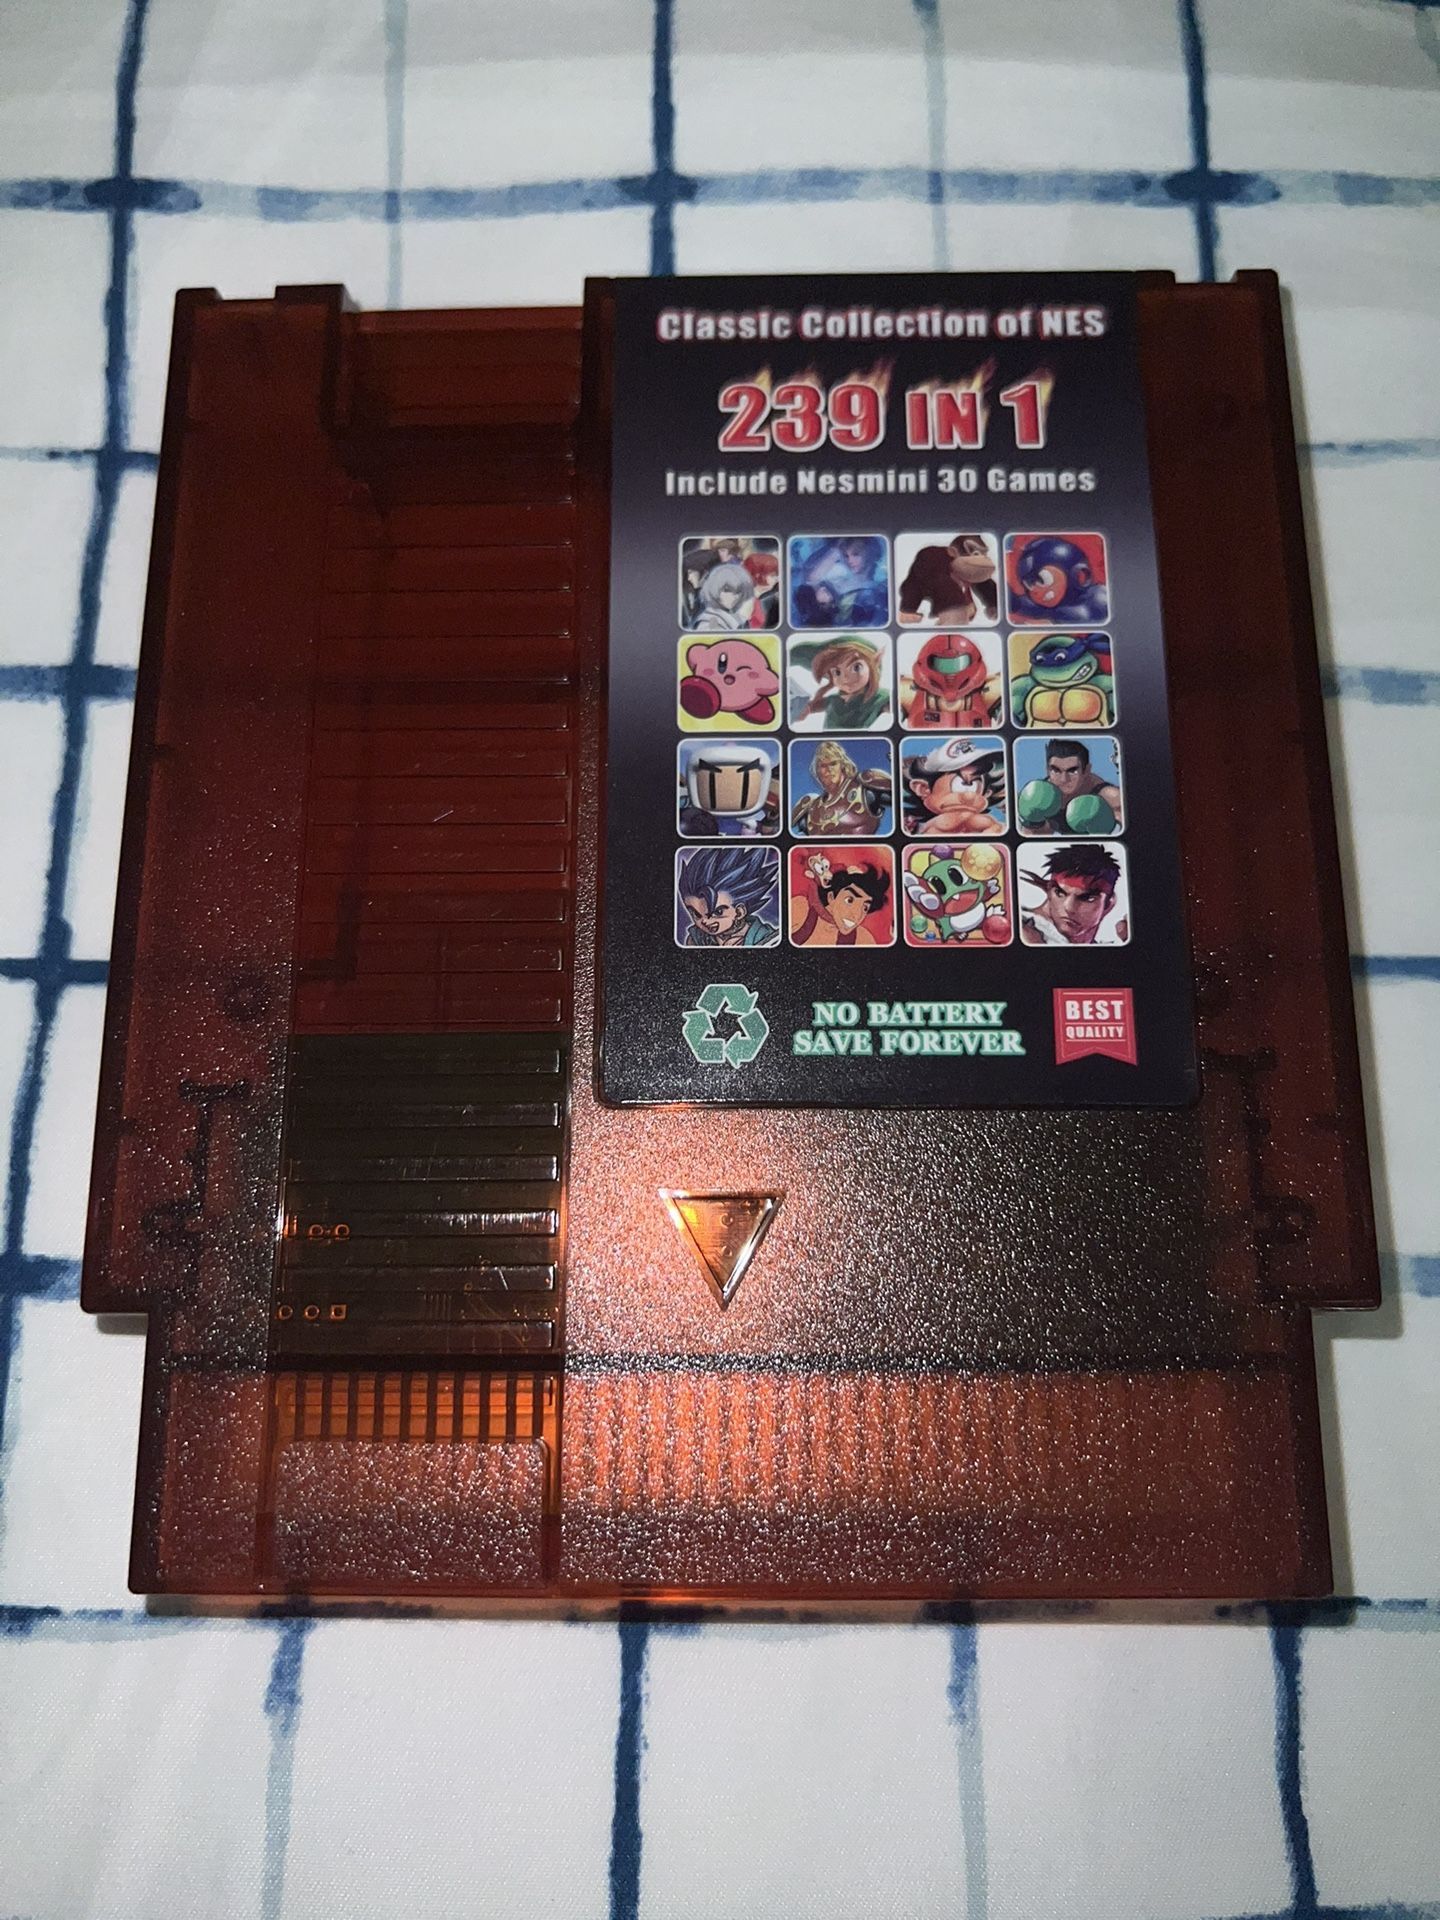 Classic Collection of NES
239 IN 1
Include Nesmini 30 Games
NO BATTERY
SAVE FOREVER
BEST
QUALITY